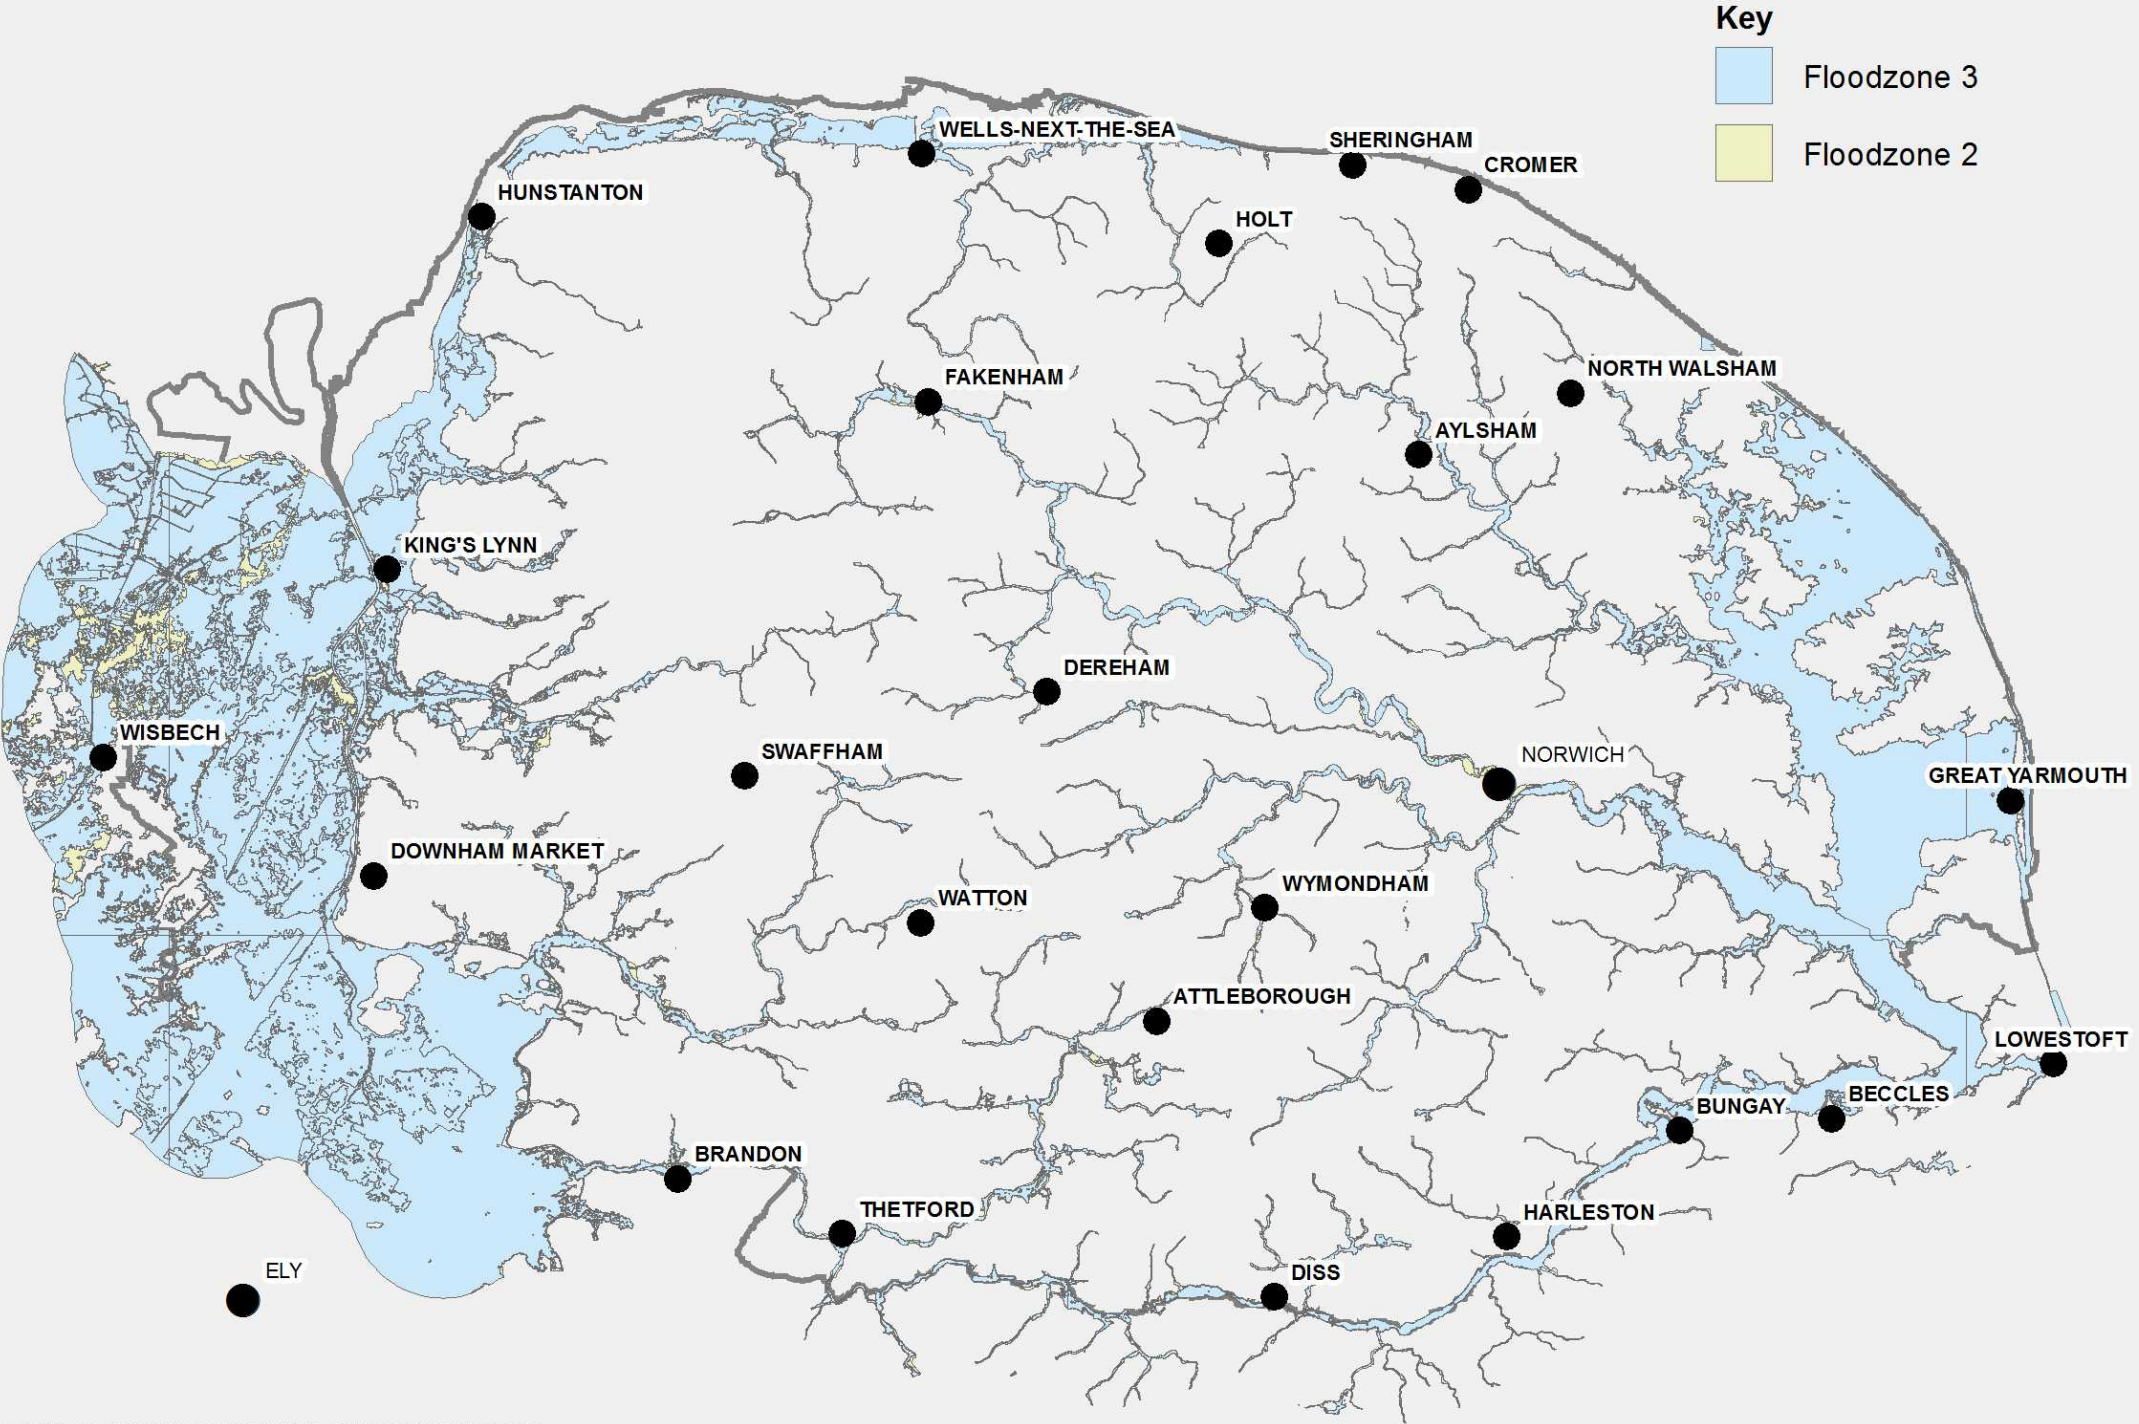 Key
Floodzone 3
Floodzone 2
WELLS-NEXT-THE-SEA
SHERINGHAM
CROMER
HUNSTANTON
HOLT
FAKENHAM
NORTH WALSHAM
AYLSHAM
KING'S LYNN
DEREHAM
WISBECH
SWAFFHAM
NORWICH
GREAT YARMOUTH
DOWNHAM MARKET
WATTON
WYMONDHAM
ATTLEBOROUGH
LOWESTOFT
BECCLES
BUNGAY
BRANDON
THETFORD
HARLESTON
ELY
DISS